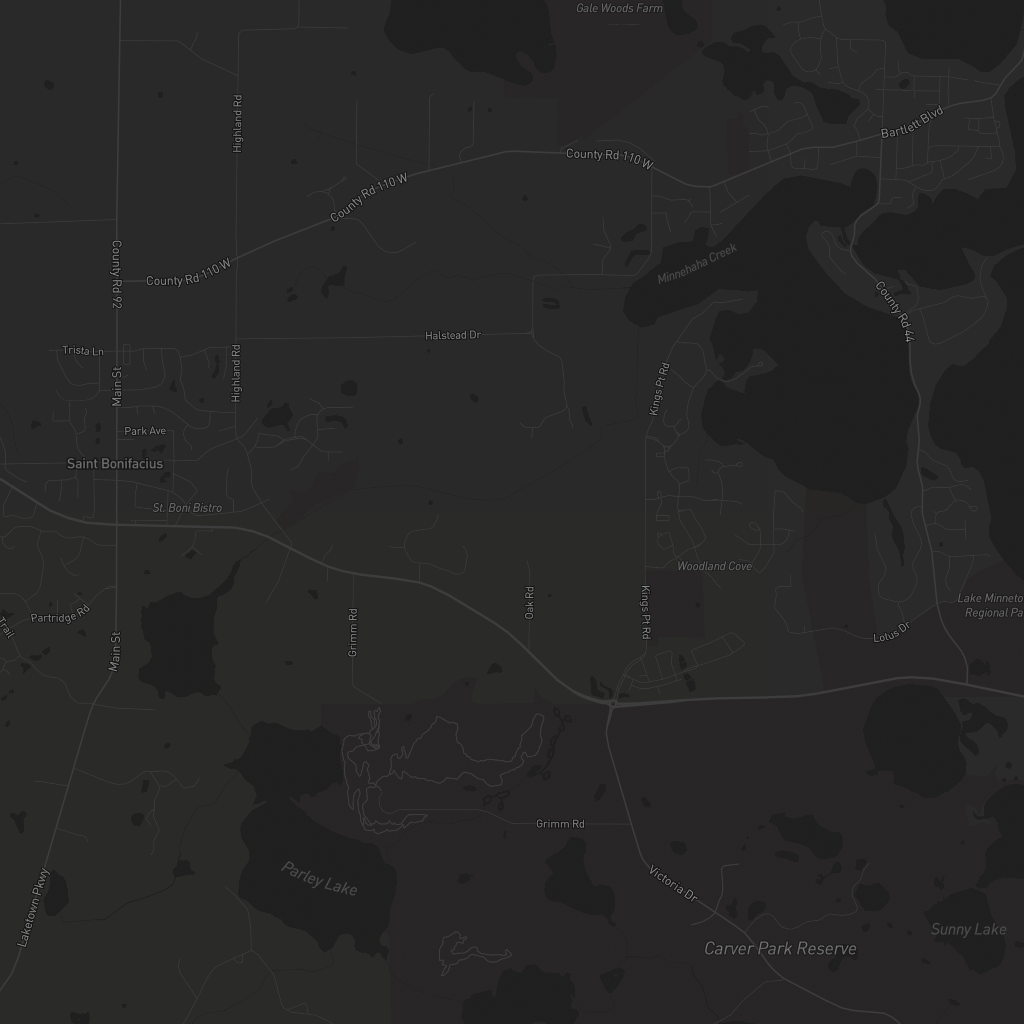 Gale Woods Farm
Highland Rd
Bartlett Blvd
County Rd 110 W
County Rd 110 W
County Rd 92
County Rd 110 W
Minnehaha Creek
County Rd 44
Halstead Dr
Trista Ln
Main St
Highland Rd
Kings Pt Rd
Park Ave
Saint Bonifacius
St. Boni Bistro
Woodland Cove
Partridge Rd
Trail
Main St
Grimm Rd
Oak Rd
Kings Pt Rd
Lake Minneto
Regional Pa
Lotus Dr
Grimm Rd
Parley Lake
Victoria Dr
Laketown Pkwy
Sunny Lake
Carver Park Reserve